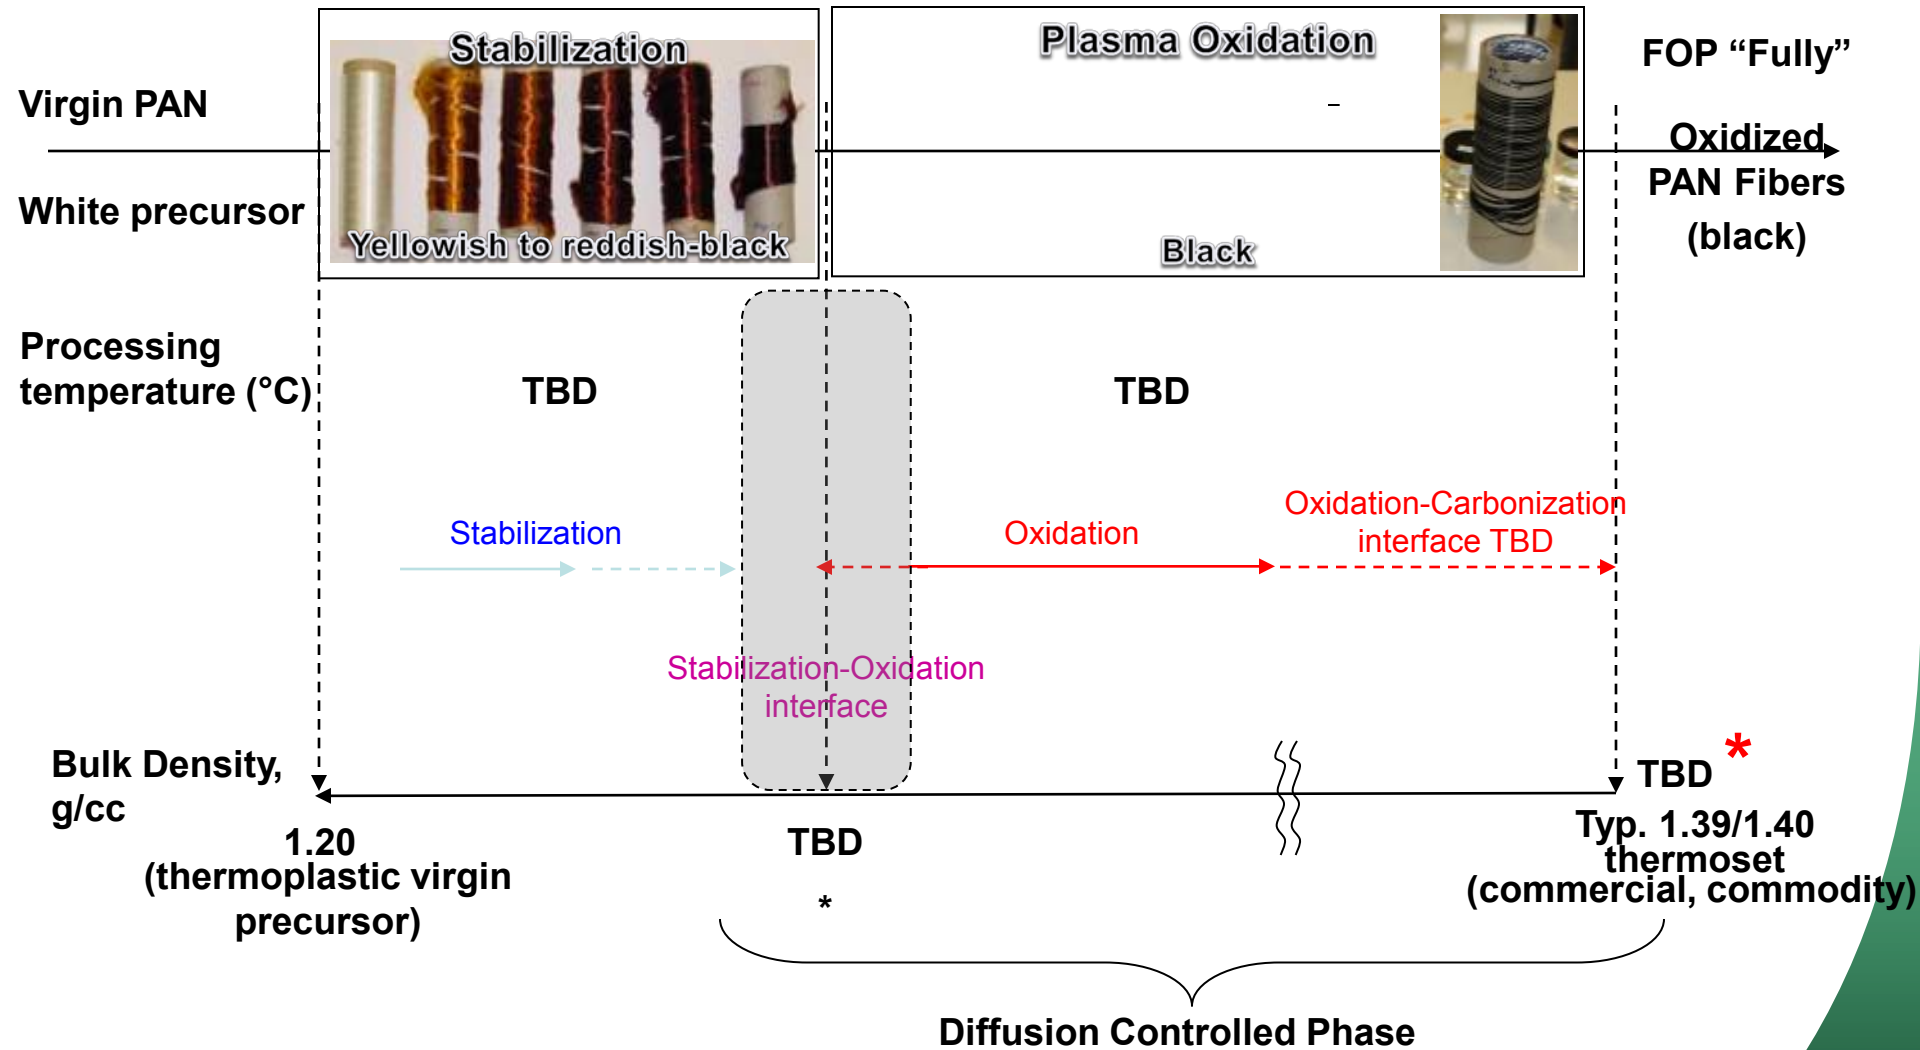 Stabilization
Plasma Oxidation
FOP “Fully”
Virgin PAN
–
Oxidized
PAN Fibers
White precursor
Yellowish to reddish-black
Black
(black)
Processing
temperature (°C)
TBD
TBD
Stabilization
Oxidation
Oxidation-Carbonization
interface TBD
Stabilization-Oxidation
interface
Bulk Density,
g/cc
TBD *
1.20
(thermoplastic virgin
precursor)
TBD
*
Typ. 1.39/1.40
thermoset
(commercial, commodity)
Diffusion Controlled Phase